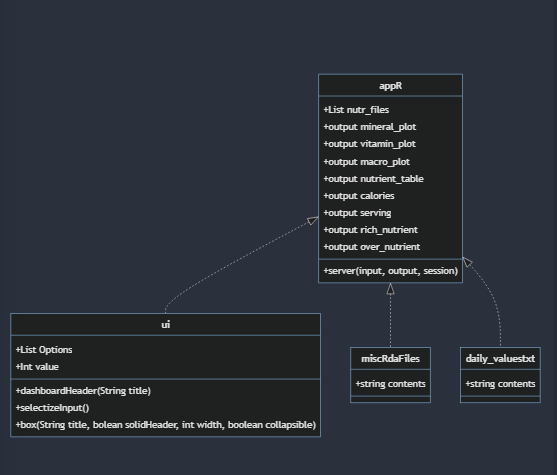 appR
+List nutr_files
+output mineral_plot
+output vitamin_plot
+output macro_plot
+output nutrient_table
+output calories
+output serving
+output rich_nutrient
+output over_nutrient
+server(input, output, session)
ui
+List Options
+Int value
+dashboardHeader(String title)
+selectizeInput()
+box(String title, bolean solidHeader, int width, boolean collapsible)
miscRdaFiles
+string contents
daily_valuestxt
+string contents